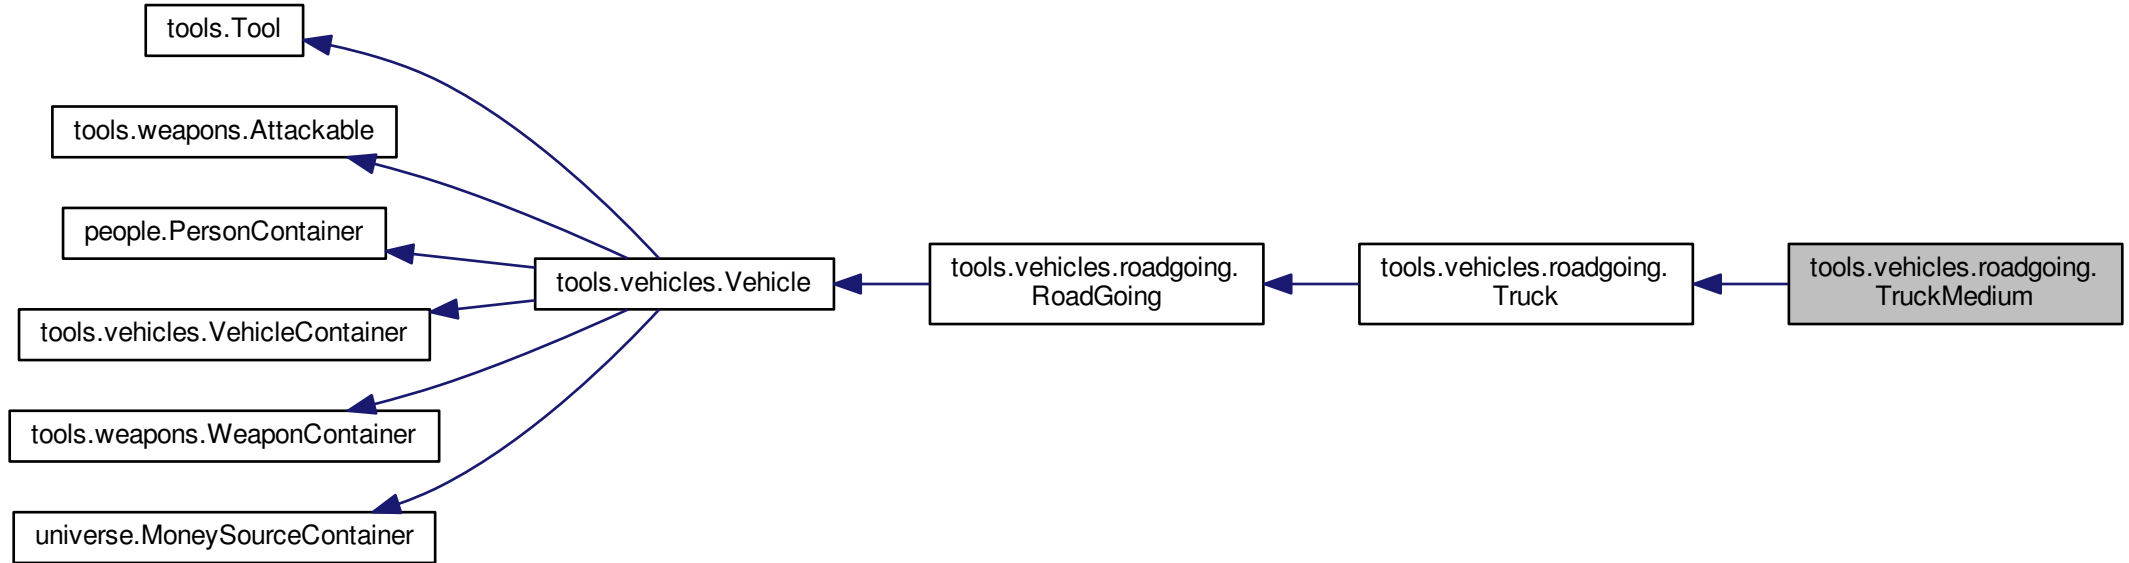 tools.Tool
tools.weapons.Attackable
people.PersonContainer
tools.vehicles.VehicleContainer
tools.weapons.WeaponContainer
universe.MoneySourceContainer
tools.vehicles.Vehicle
tools.vehicles.roadgoing.
RoadGoing
tools.vehicles.roadgoing.
Truck
tools.vehicles.roadgoing.
TruckMedium